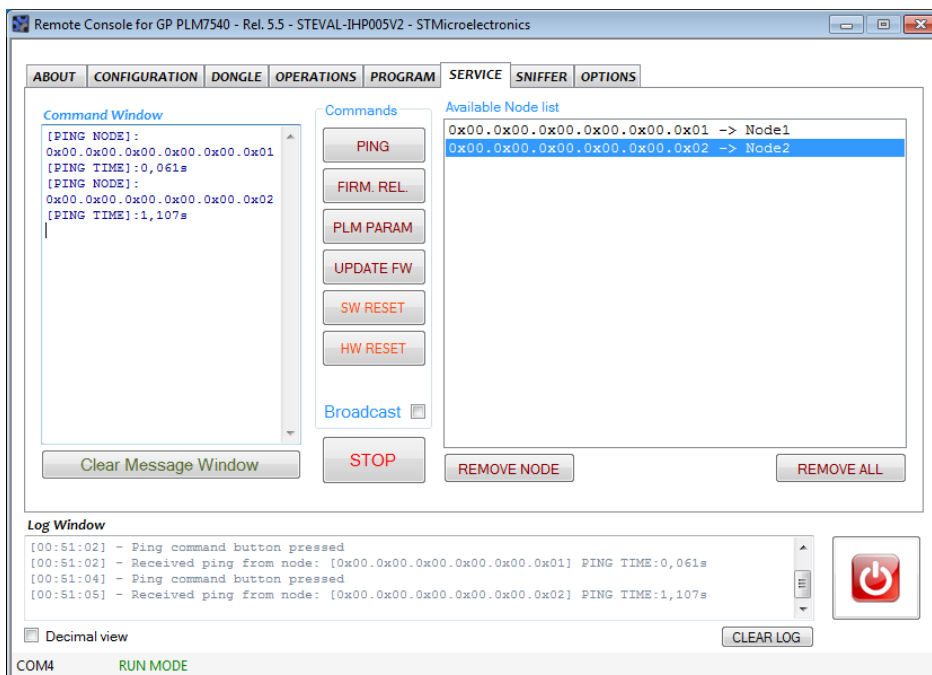 Remote Console for GP PLM7540 - Rel. 5.5 - STEVAL-IHP005V2 - STMicroelectronics
ABOUT CONFIGURATION DONGLE OPERATIONS PROGRAM SERVICE SNIFFER OPTIONS
Command Window
[PING NODE]:
0x00.0x00.0x00.0x00.0x00.0x01
[PING TIME]:0,061s
[PING NODE]:
0x00.0x00.0x00.0x00.0x00.0x02
[PING TIME]:1,107s
Clear Message Window
Commands
PING
FIRM. REL.
PLM PARAM
UPDATE FW
SW RESET
HW RESET
Broadcast
STOP
Available Node list
0x00.0x00.0x00.0x00.0x00.0x01 -> Node1
0x00.0x00.0x00.0x00.0x00.0x02 -> Node2
REMOVE NODE
REMOVE ALL
Log Window
[00:51:02] - Ping command button pressed
[00:51:02] - Received ping from node: [0x00.0x00.0x00.0x00.0x00.0x01] PING TIME:0,061s
[00:51:04] - Ping command button pressed
[00:51:05] - Received ping from node: [0x00.0x00.0x00.0x00.0x00.0x02] PING TIME:1,107s
Decimal view
CLEAR LOG
COM4 RUN MODE